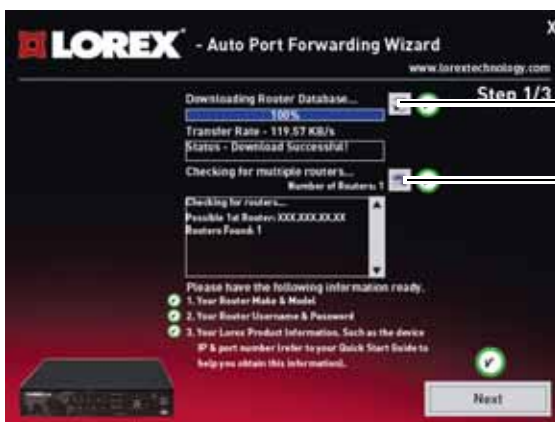 LOREX - Auto Port Forwarding Wizard
X
www.lorextechnology.com
Step 1/3
Downloading Router Database...
100%
Transfer Rate - 119.57 KB/s
Status - Download Successful!
Checking for multiple routers...
Number of Routers: 1
Checking for routers...
Possible 1st Router: XXX.XXX.XX.XX
Routers Found: 1
Please have the following information ready.
1. Your Router Make & Model
2. Your Router Username & Password
3. Your Lorex Product Information, Such as the device
IP & port number (refer to your Quick Start Guide to
help you obtain this information).
Next